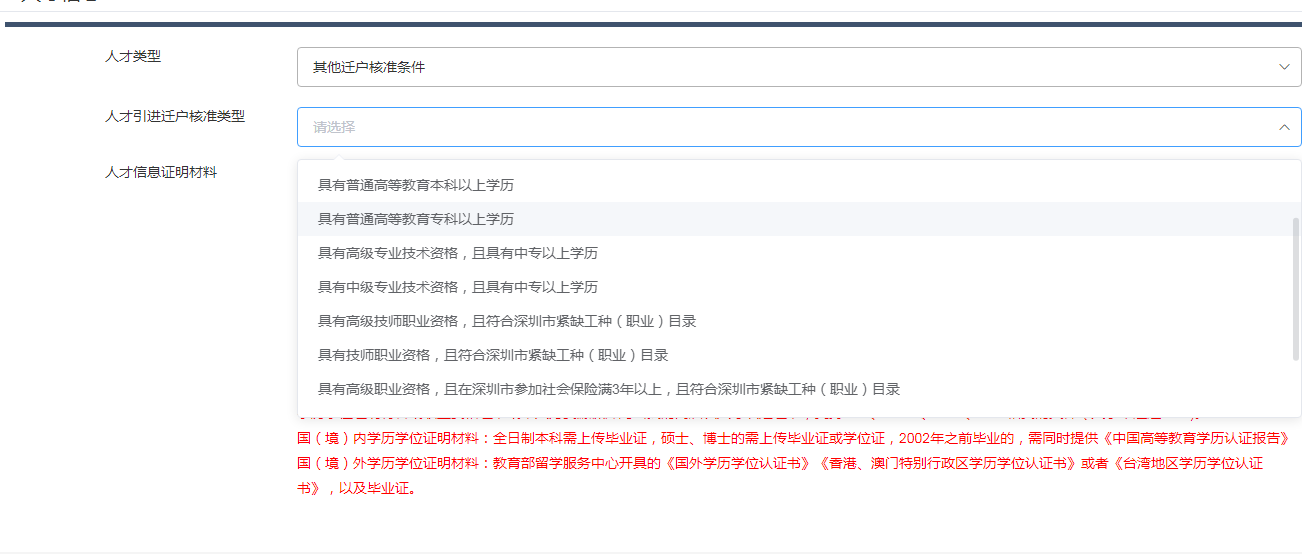 人才类型
其他迁户核准条件
人才引进迁户核准类型
请选择
人才信息证明材料
具有普通高等教育本科以上学历
具有普通高等教育专科以上学历
具有高级专业技术资格，且具有中专以上学历
具有中级专业技术资格，且具有中专以上学历
具有高级技师职业资格，且符合深圳市紧缺工种（职业）目录
具有技师职业资格，且符合深圳市紧缺工种（职业）目录
具有高级职业资格，且在深圳市参加社会保险满3年以上，且符合深圳市紧缺工种（职业）目录
国（境）内学历学位证明材料：全日制本科需上传毕业证，硕士、博士的需上传毕业证或学位证，2002年之前毕业的，需同时提供《中国高等教育学历认证报告》
国（境）外学历学位证明材料：教育部留学服务中心开具的《国外学历学位认证书》《香港、澳门特别行政区学历学位认证书》或者《台湾地区学历学位认证
书》，以及毕业证。